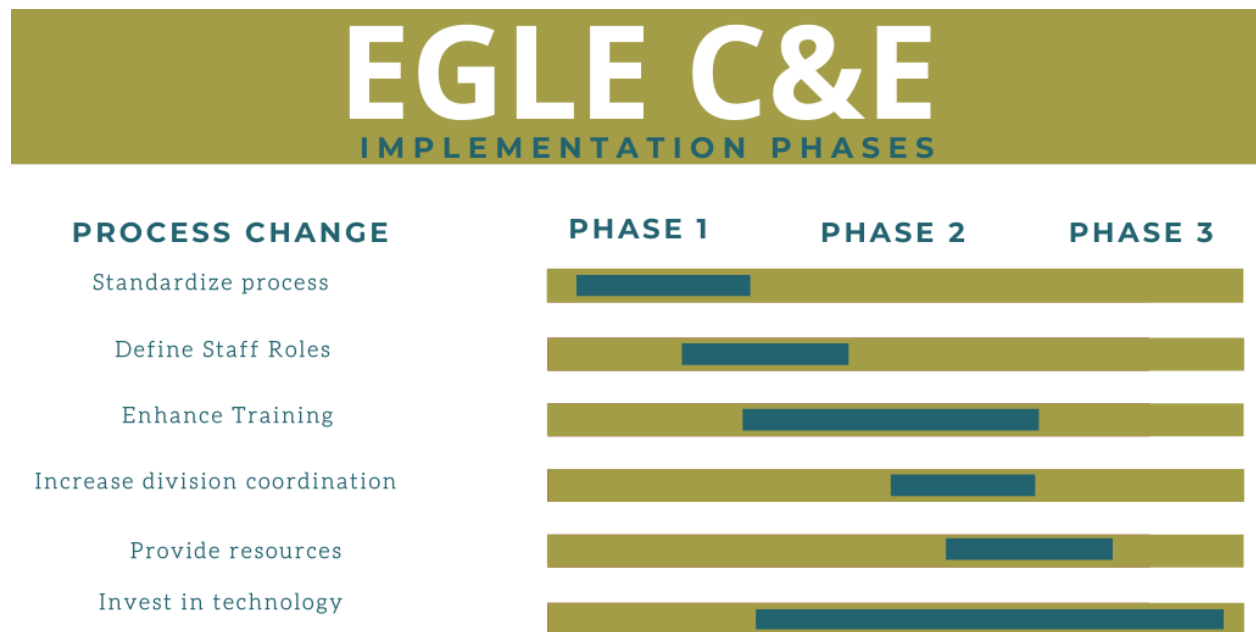 EGLE C&E
IMPLEMENTATION PHASES
PROCESS CHANGE
PHASE 1
PHASE 2
PHASE 3
Standardize process
Define Staff Roles
Enhance Training
Increase division coordination
Provide resources
Invest in technology